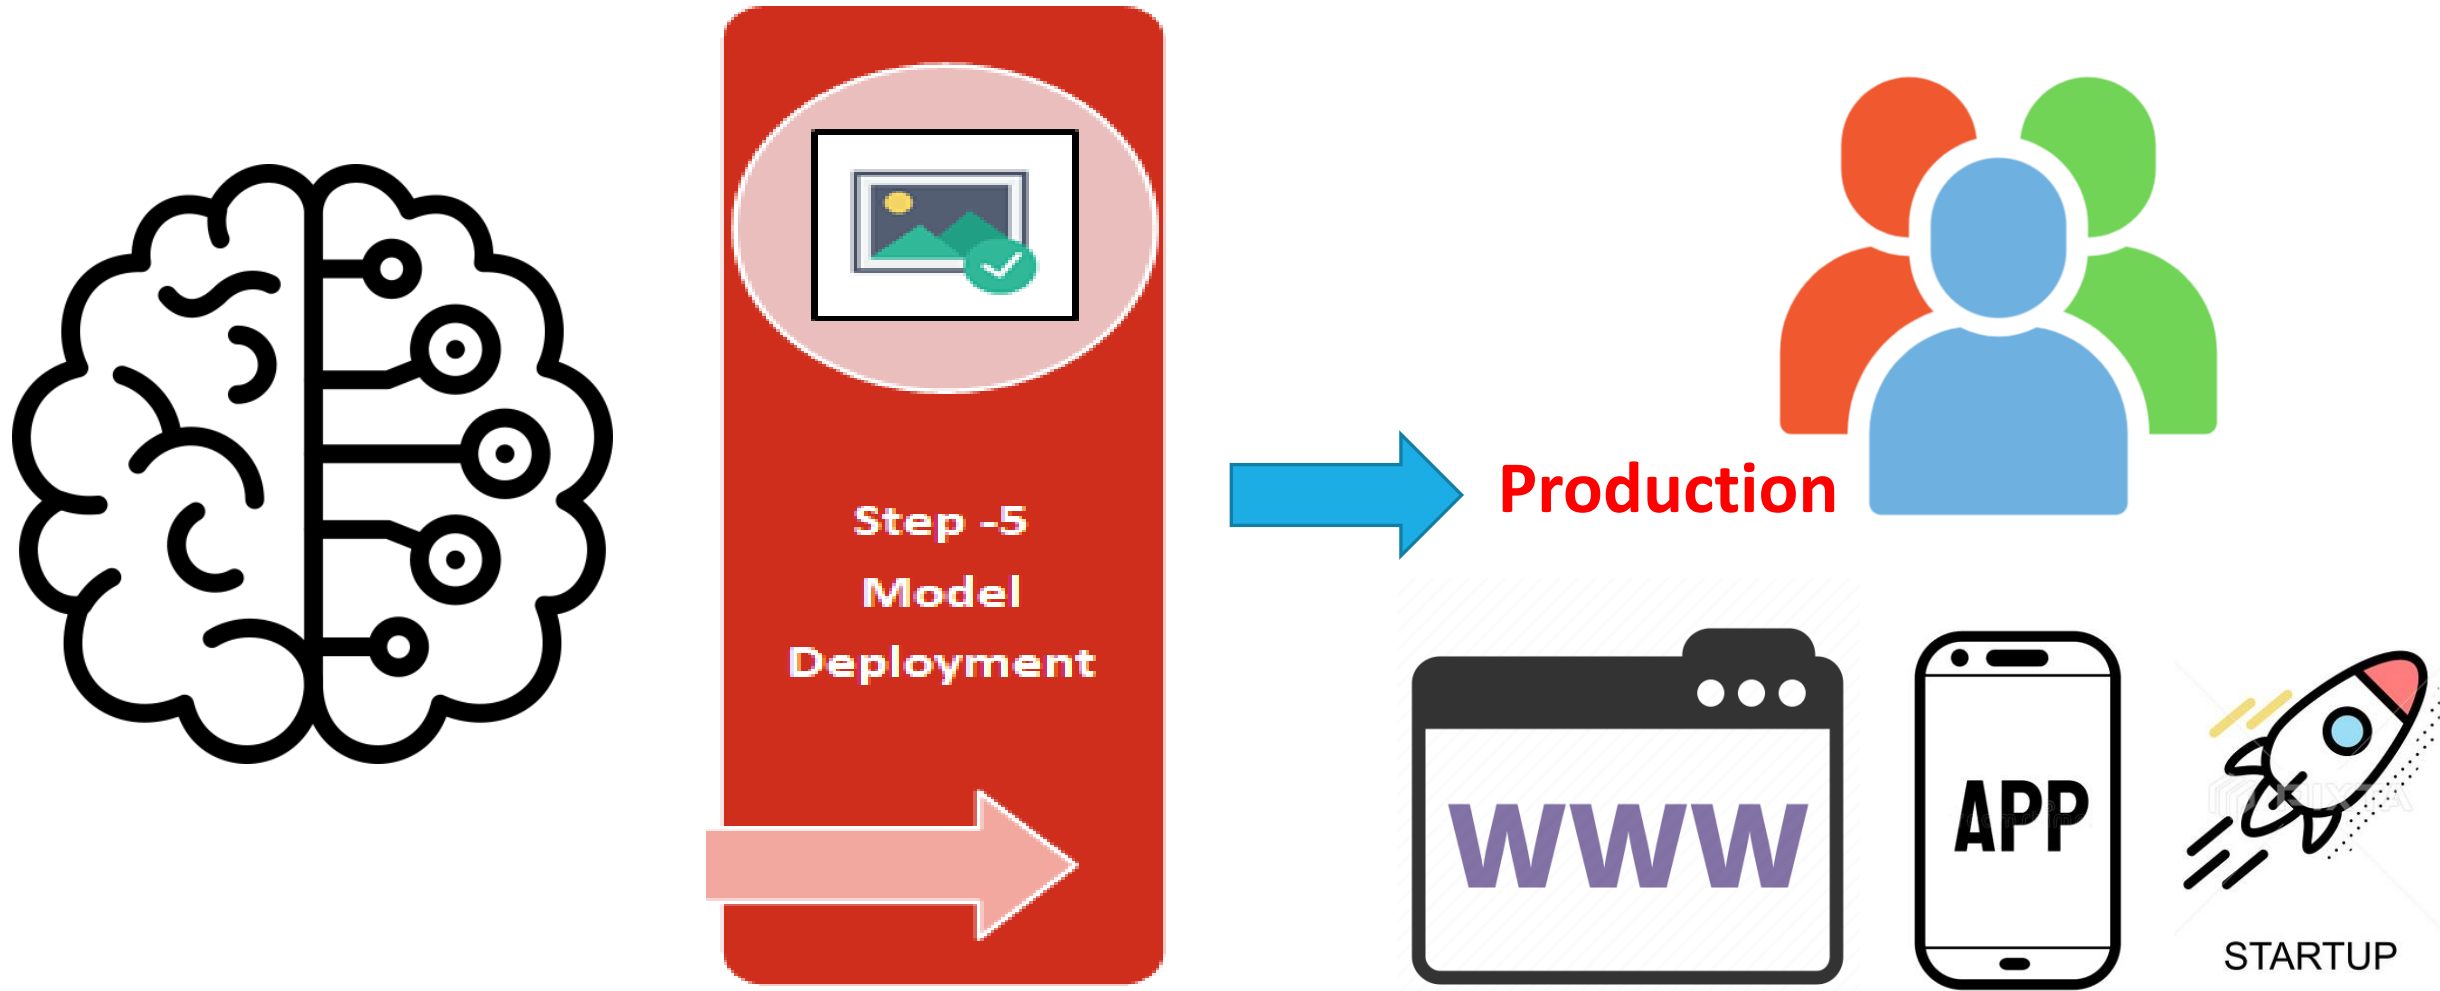 Step -5
Model
Deployment
Production
WWW
APP
STARTUP